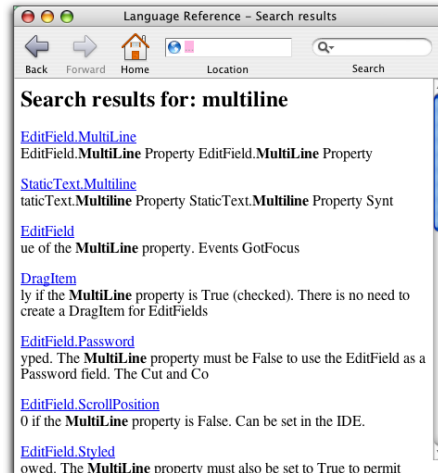 Language Reference - Search results
Back Forward Home Location Search
Search results for: multiline
EditField.MultiLine
EditField.MultiLine Property EditField.MultiLine Property
StaticText.Multiline
taticText.Multiline Property StaticText.Multiline Property Synt
EditField
ue of the MultiLine property. Events GotFocus
DragItem
ly if the MultiLine property is True (checked). There is no need to
create a DragItem for EditFields
EditField.Password
yped. The MultiLine property must be False to use the EditField as a
Password field. The Cut and Co
EditField.ScrollPosition
0 if the MultiLine property is False. Can be set in the IDE.
EditField.Styled
owed. The MultiLine property must also be set to True to permit